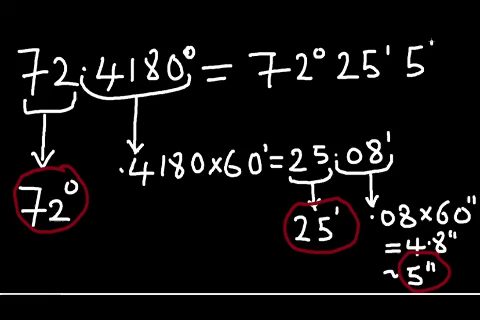 72.4180° = 72° 25' 5'
.4180×60' = 25.08'
72°
25'
.08×60"
= 4.8"
~ 5"